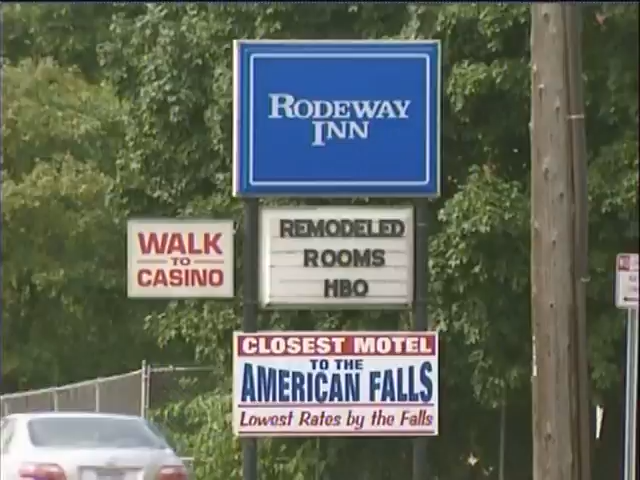 RODEWAY
INN
WALK
TO
CASINO
REMODELED
ROOMS
HBO
CLOSEST MOTEL
TO THE
AMERICAN FALLS
Lowest Rates by the Falls